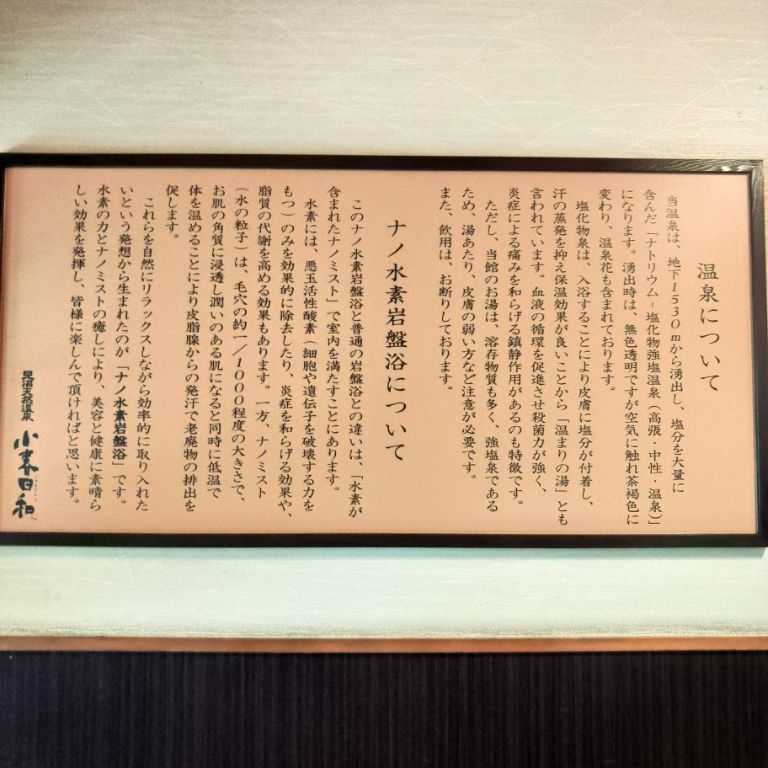 温泉について
当温泉は、地下1530mから湧出し、塩分を大量に
含んだ「ナトリウム-塩化物強塩温泉(高張・中性・温泉)」
になります。湧出時は、無色透明ですが空気に触れ茶褐色に
変わり、温泉花も含まれております。
塩化物泉は、入浴することにより皮膚に塩分が付着し、
汗の蒸発を抑え保温効果が良いことから「温まりの湯」とも
言われています。血液の循環を促進させ殺菌力が強く、
炎症による痛みを和らげる鎮静作用があるのも特徴です。
ただし、当館のお湯は、溶存物質も多く、強塩泉である
ため、湯あたり、皮膚の弱い方など注意が必要です。
また、飲用は、お断りしております。
ナノ水素岩盤浴について
このナノ水素岩盤浴と普通の岩盤浴との違いは、「水素が
含まれたナノミスト」で室内を満たすことにあります。
水素には、悪玉活性酸素(細胞や遺伝子を破壊する力を
もつ)のみを効果的に除去したり、炎症を和らげる効果や、
脂質の代謝を高める効果もあります。一方、ナノミスト
(水の粒子)は、毛穴の約1/1000程度の大きさで、
お肌の角質に浸透し潤いのある肌になると同時に低温で
体を温めることにより皮脂腺からの発汗で老廃物の排出を
促します。
これらを自然にリラックスしながら効率的に取り入れた
いという発想から生まれたのが「ナノ水素岩盤浴」です。
水素の力とナノミストの癒しにより、美容と健康に素晴ら
しい効果を発揮し、皆様に楽しんで頂ければと思います。
見沼天然温泉
小春日和